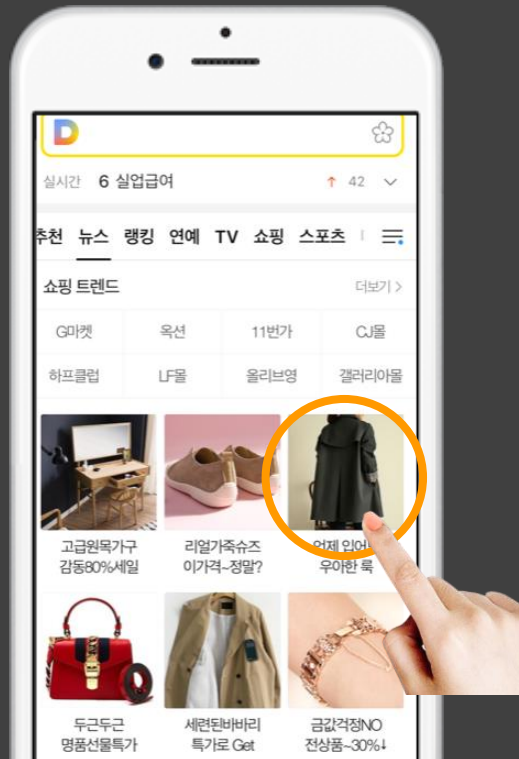 D
실시간 6 실업급여 ↑ 42
추천 뉴스 랭킹 연예 TV 쇼핑 스포츠
쇼핑 트렌드 더보기 >
G마켓 옥션 11번가 CJ몰
하프클럽 LF몰 올리브영 갤러리아몰
고급원목가구 리얼가죽슈즈 언제 입어
감동80%세일 이가격~정말? 우아한 룩
두근두근 세련된바바리 금값걱정NO
명품선물특가 특가로 Get 전상품~30%↓